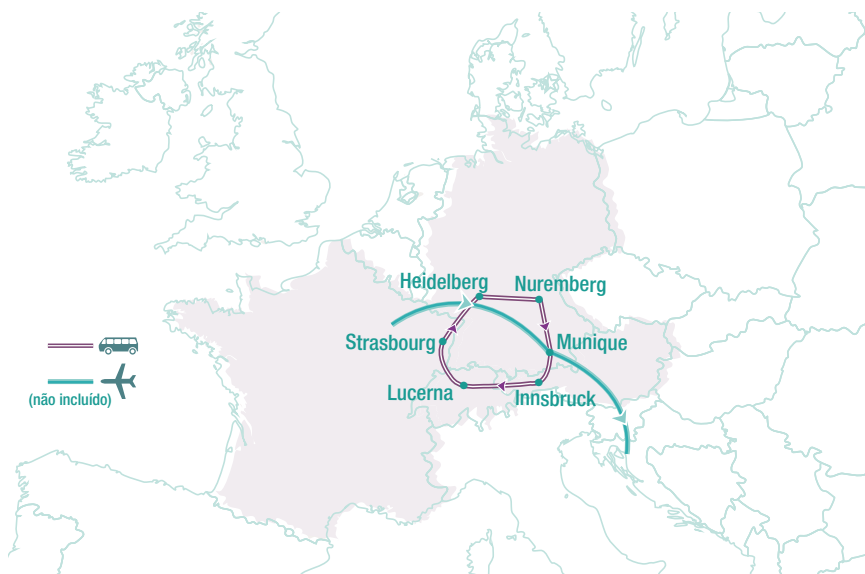 Heidelberg
Nuremberg
Strasbourg
Munique
Lucerna
Innsbruck
(não incluído)